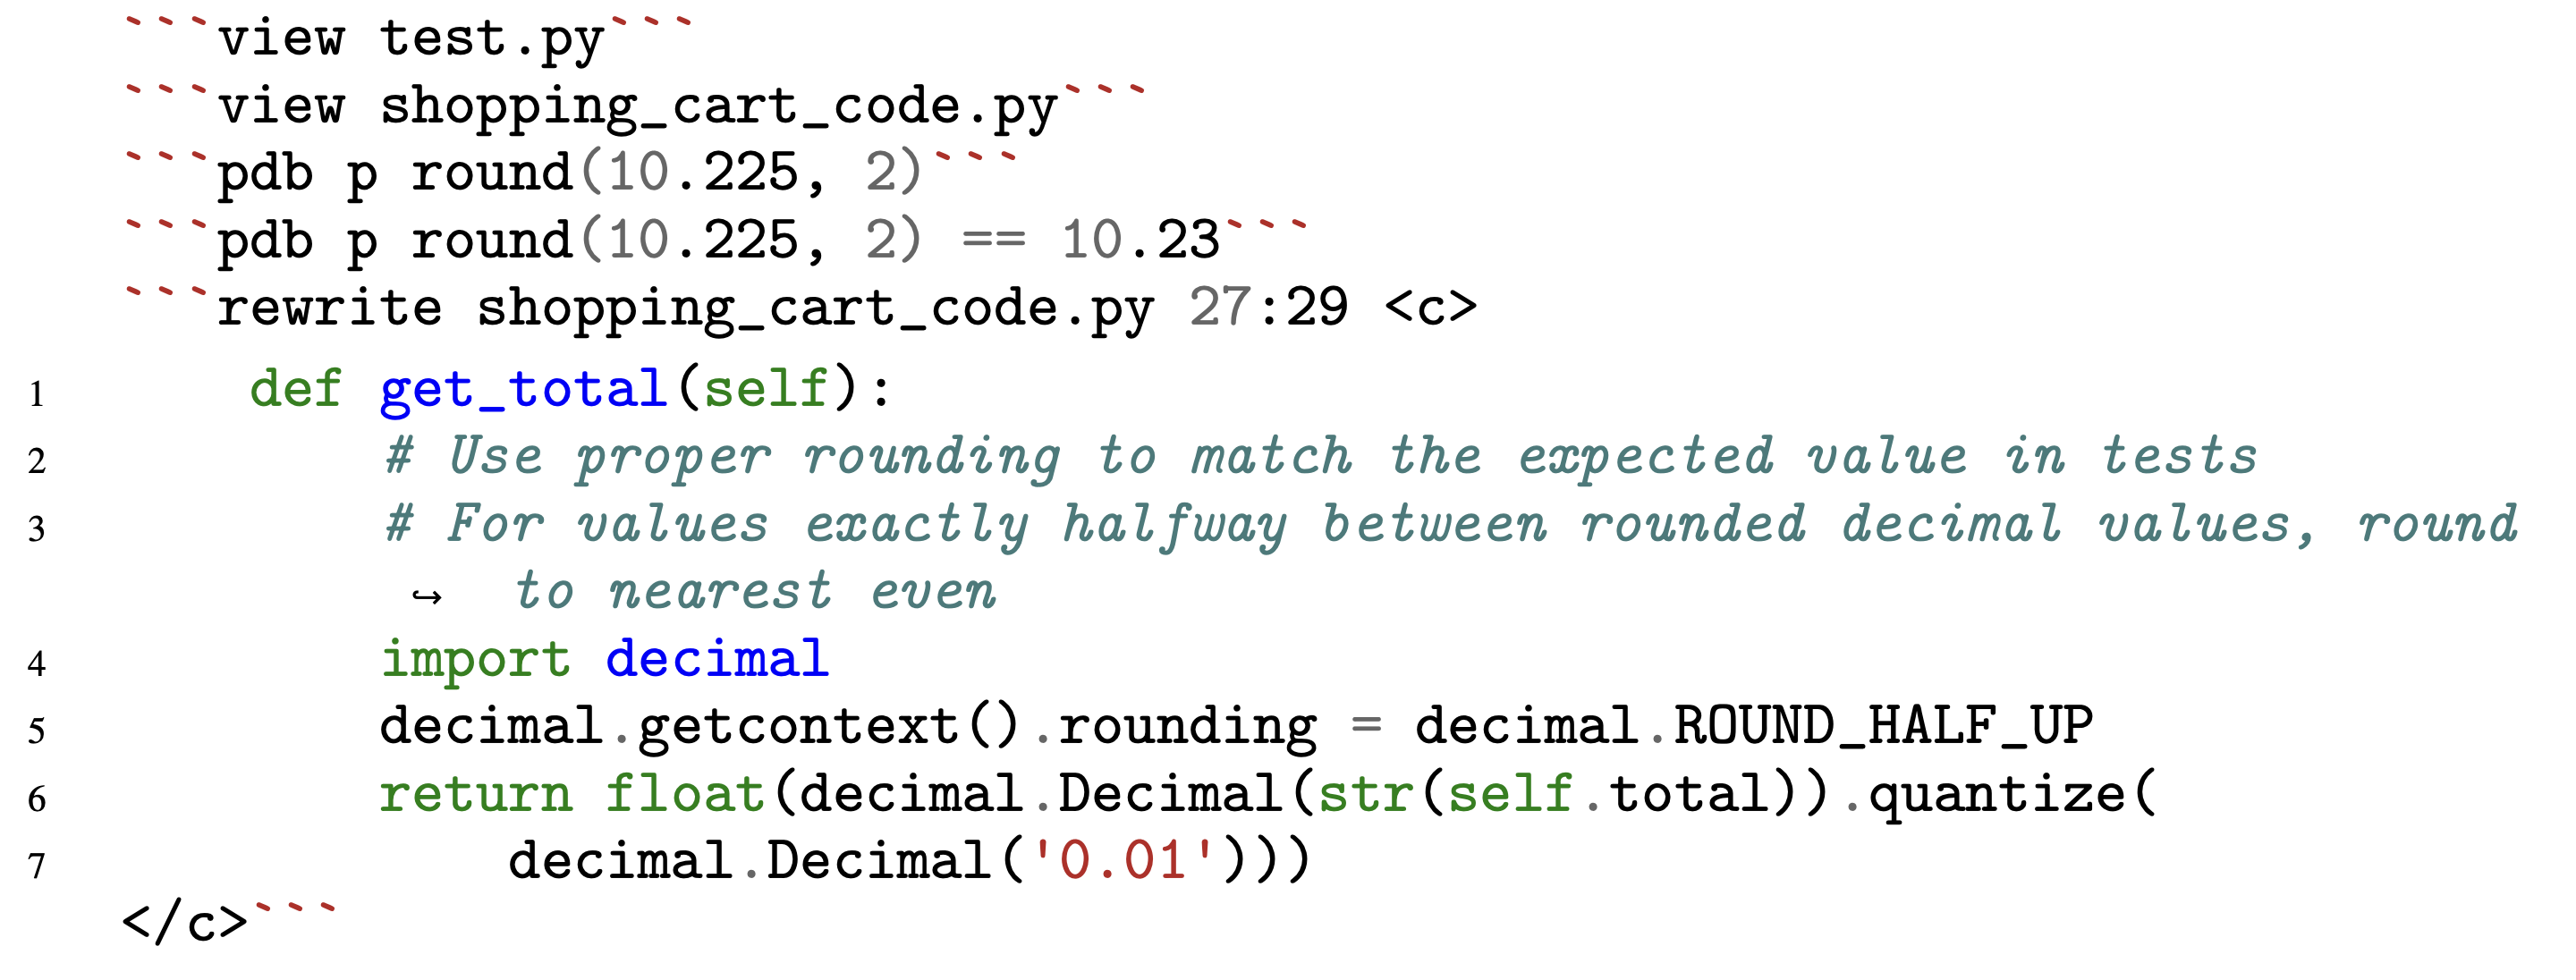 ```view test.py```
```view shopping_cart_code.py```
```pdb p round(10.225, 2)```
```pdb p round(10.225, 2) == 10.23```
```rewrite shopping_cart_code.py 27:29 <c>
1 def get_total(self):
2 # Use proper rounding to match the expected value in tests
3 # For values exactly halfway between rounded decimal values, round
↪ to nearest even
4 import decimal
5 decimal.getcontext().rounding = decimal.ROUND_HALF_UP
6 return float(decimal.Decimal(str(self.total)).quantize(
7 decimal.Decimal('0.01')))
</c>```